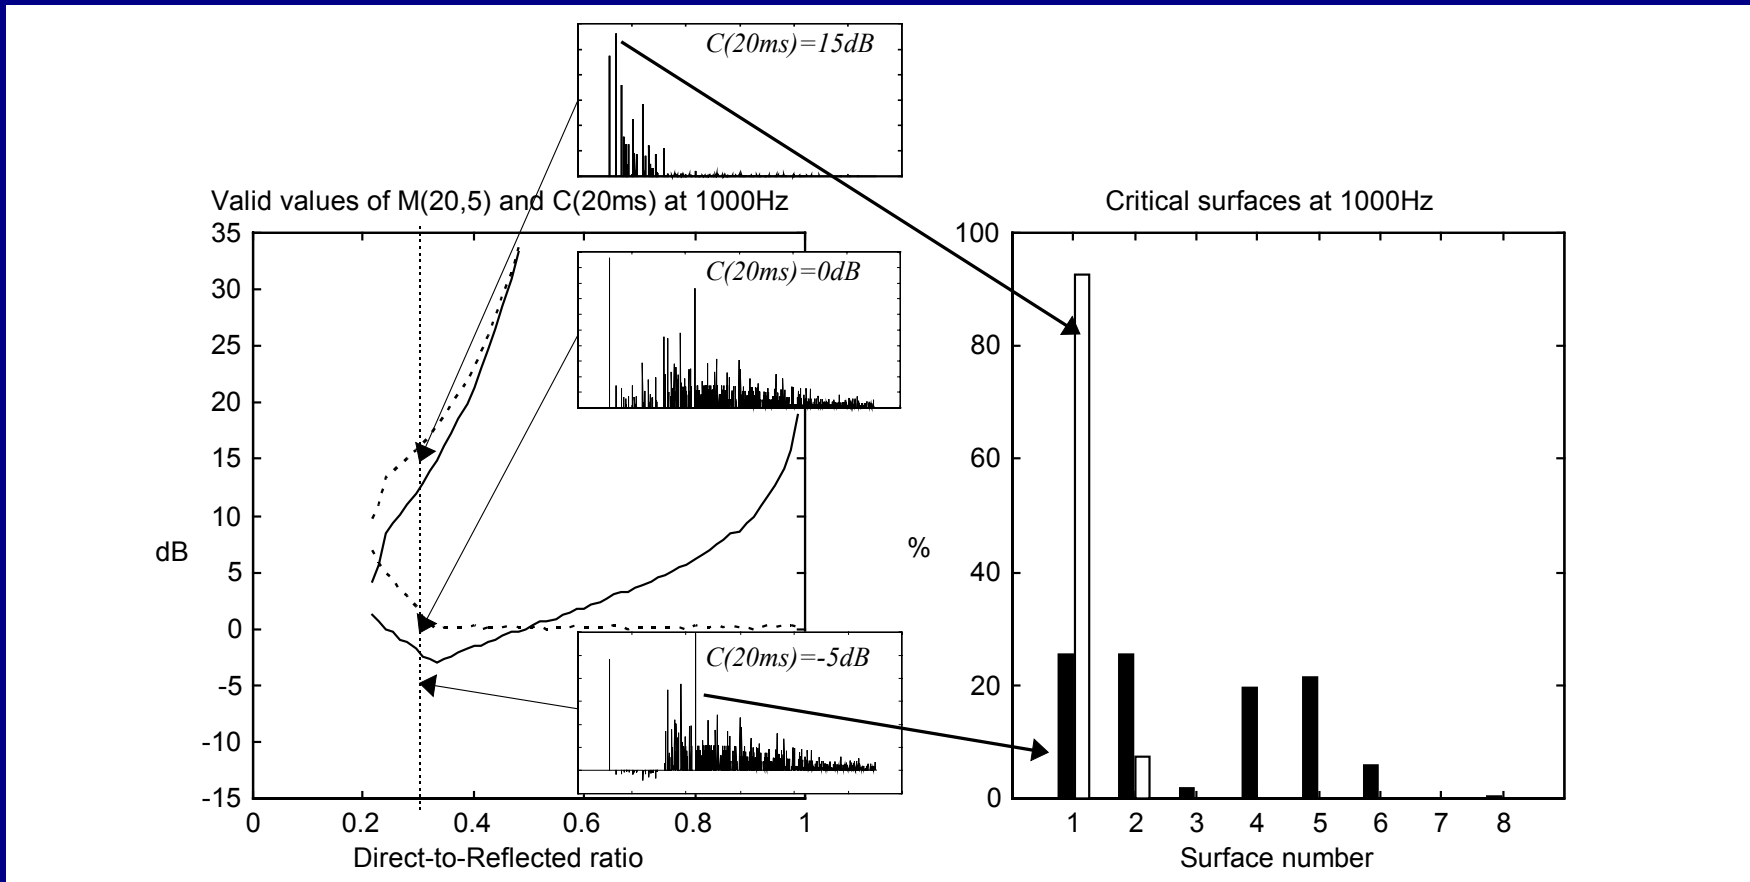 C(20ms)=15dB
Valid values of M(20,5) and C(20ms) at 1000Hz
Critical surfaces at 1000Hz
C(20ms)=0dB
C(20ms)=-5dB
35
30
25
20
15
10
5
0
-5
-10
-15
dB
0 0.2 0.4 0.6 0.8 1
Direct-to-Reflected ratio
100
80
60
40
20
0
%
1 2 3 4 5 6 7 8
Surface number